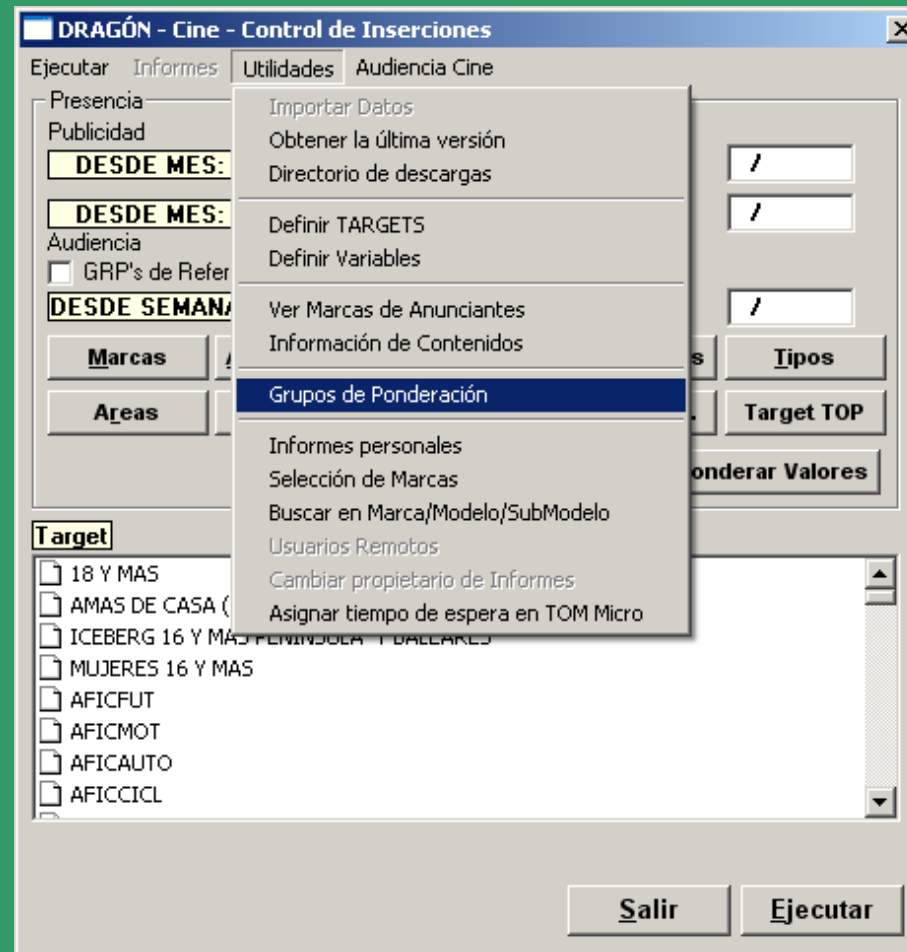 DRAGÓN - Cine - Control de Inserciones
Ejecutar Informes Utilidades Audiencia Cine
Presencia
Importar Datos
Publicidad
Obtener la última versión
DESDE MES: /
Directorio de descargas
DESDE MES: /
Definir TARGETS
Audiencia
Definir Variables
GRP's de
DESDE /
Ver Marcas de Anunciantes
Información de Contenidos
Marcas Tipos
Grupos de Ponderación
Areas Target TOP
Informes personales
Selección de Marcas
Valores
Buscar en Marca/Modelo/SubModelo
Target
Usuarios Remotos
18 Y MAS
Cambiar propietario de Informes
AMAS DE CASA (
Asignar tiempo de espera en TOM Micro
ICEBERG 16 Y MAS PENINSULA Y BALEARES
MUJERES 16 Y MAS
AFICFUT
AFICMOT
AFICAUTO
AFICCICL
Salir Ejecutar